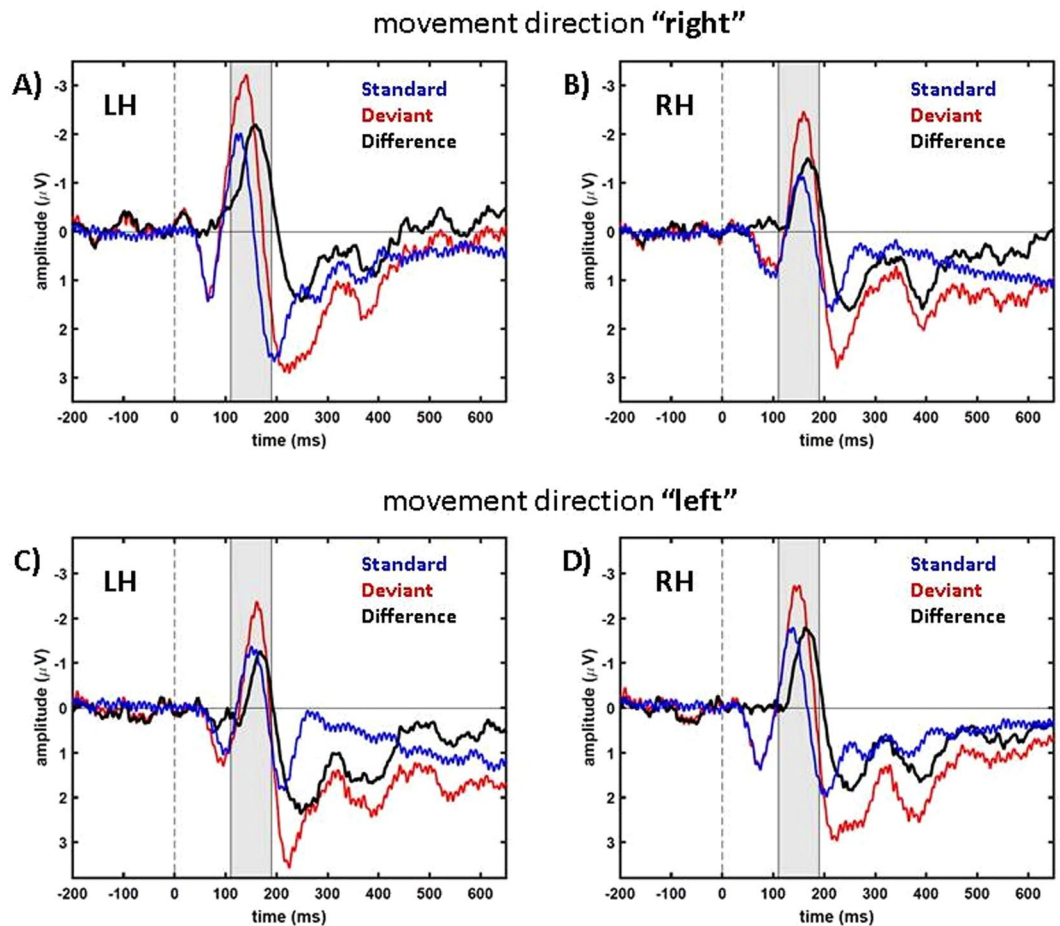 movement direction "right"
A)
LH
Standard
Deviant
Difference
amplitude (μ V)
-3
-2
-1
0
1
2
3
-200 -100 0 100 200 300 400 500 600
time (ms)
B)
RH
Standard
Deviant
Difference
amplitude (μ V)
-3
-2
-1
0
1
2
3
-200 -100 0 100 200 300 400 500 600
time (ms)
movement direction "left"
C)
LH
Standard
Deviant
Difference
amplitude (μ V)
-3
-2
-1
0
1
2
3
-200 -100 0 100 200 300 400 500 600
time (ms)
D)
RH
Standard
Deviant
Difference
amplitude (μ V)
-3
-2
-1
0
1
2
3
-200 -100 0 100 200 300 400 500 600
time (ms)